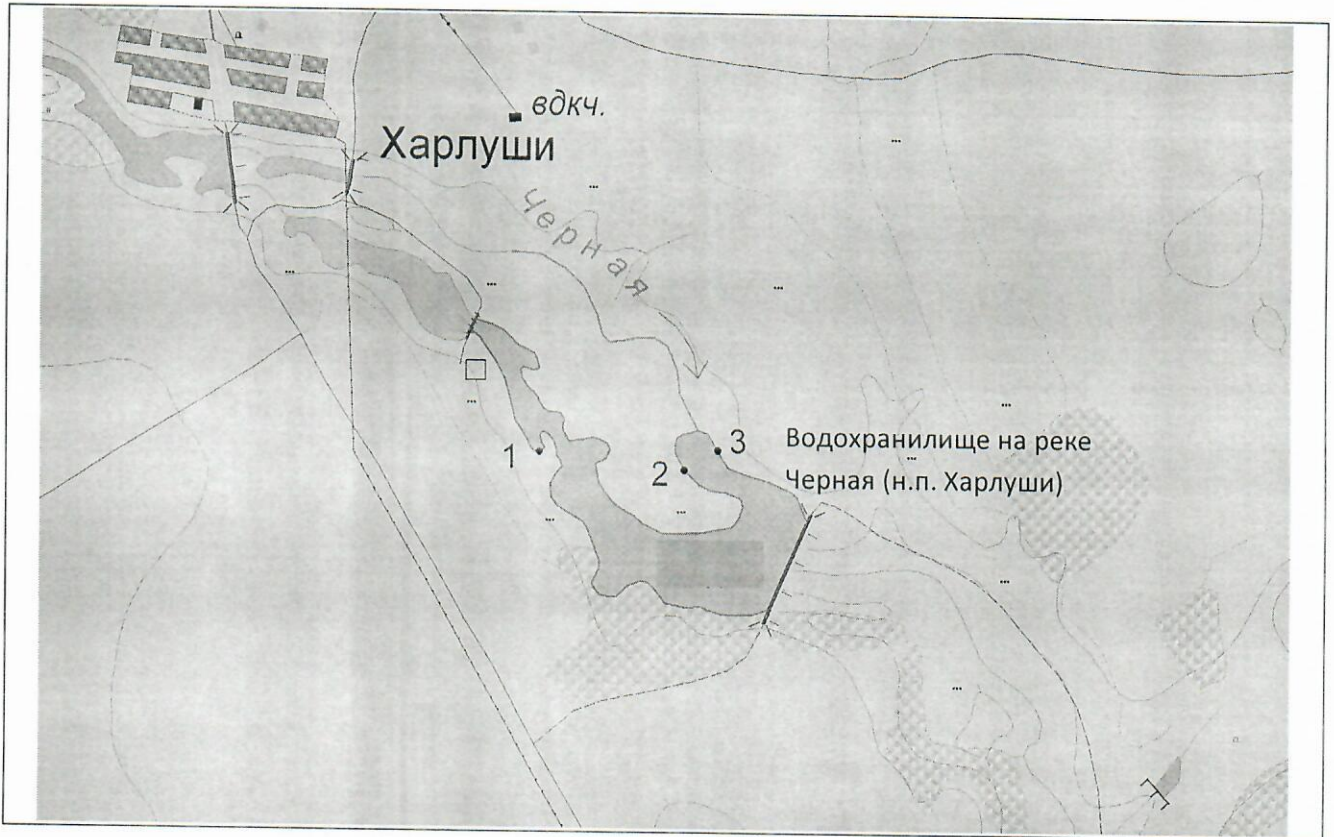 вдкч.
Харлуши
Черная
1
2
3
Водохранилище на реке
Черная (н.п. Харлуши)